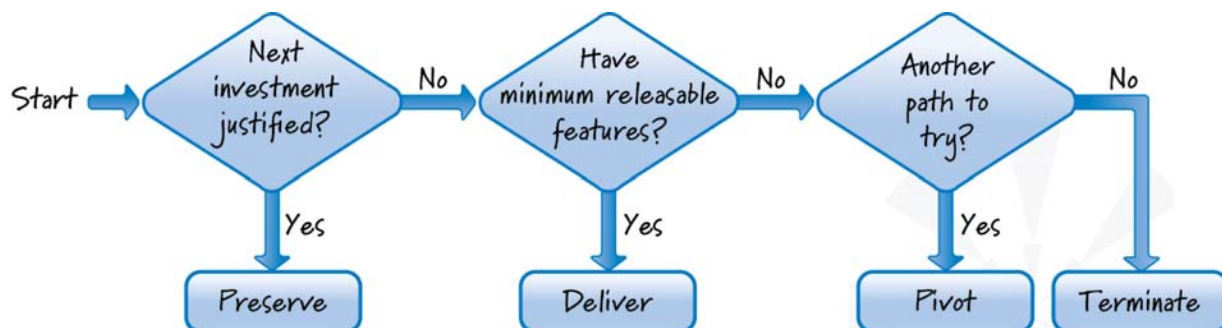 Start
Next
investment
justified?
No
Have
minimum releasable
features?
No
Another
path to
try?
No
Yes
Yes
Yes
Preserve
Deliver
Pivot
Terminate